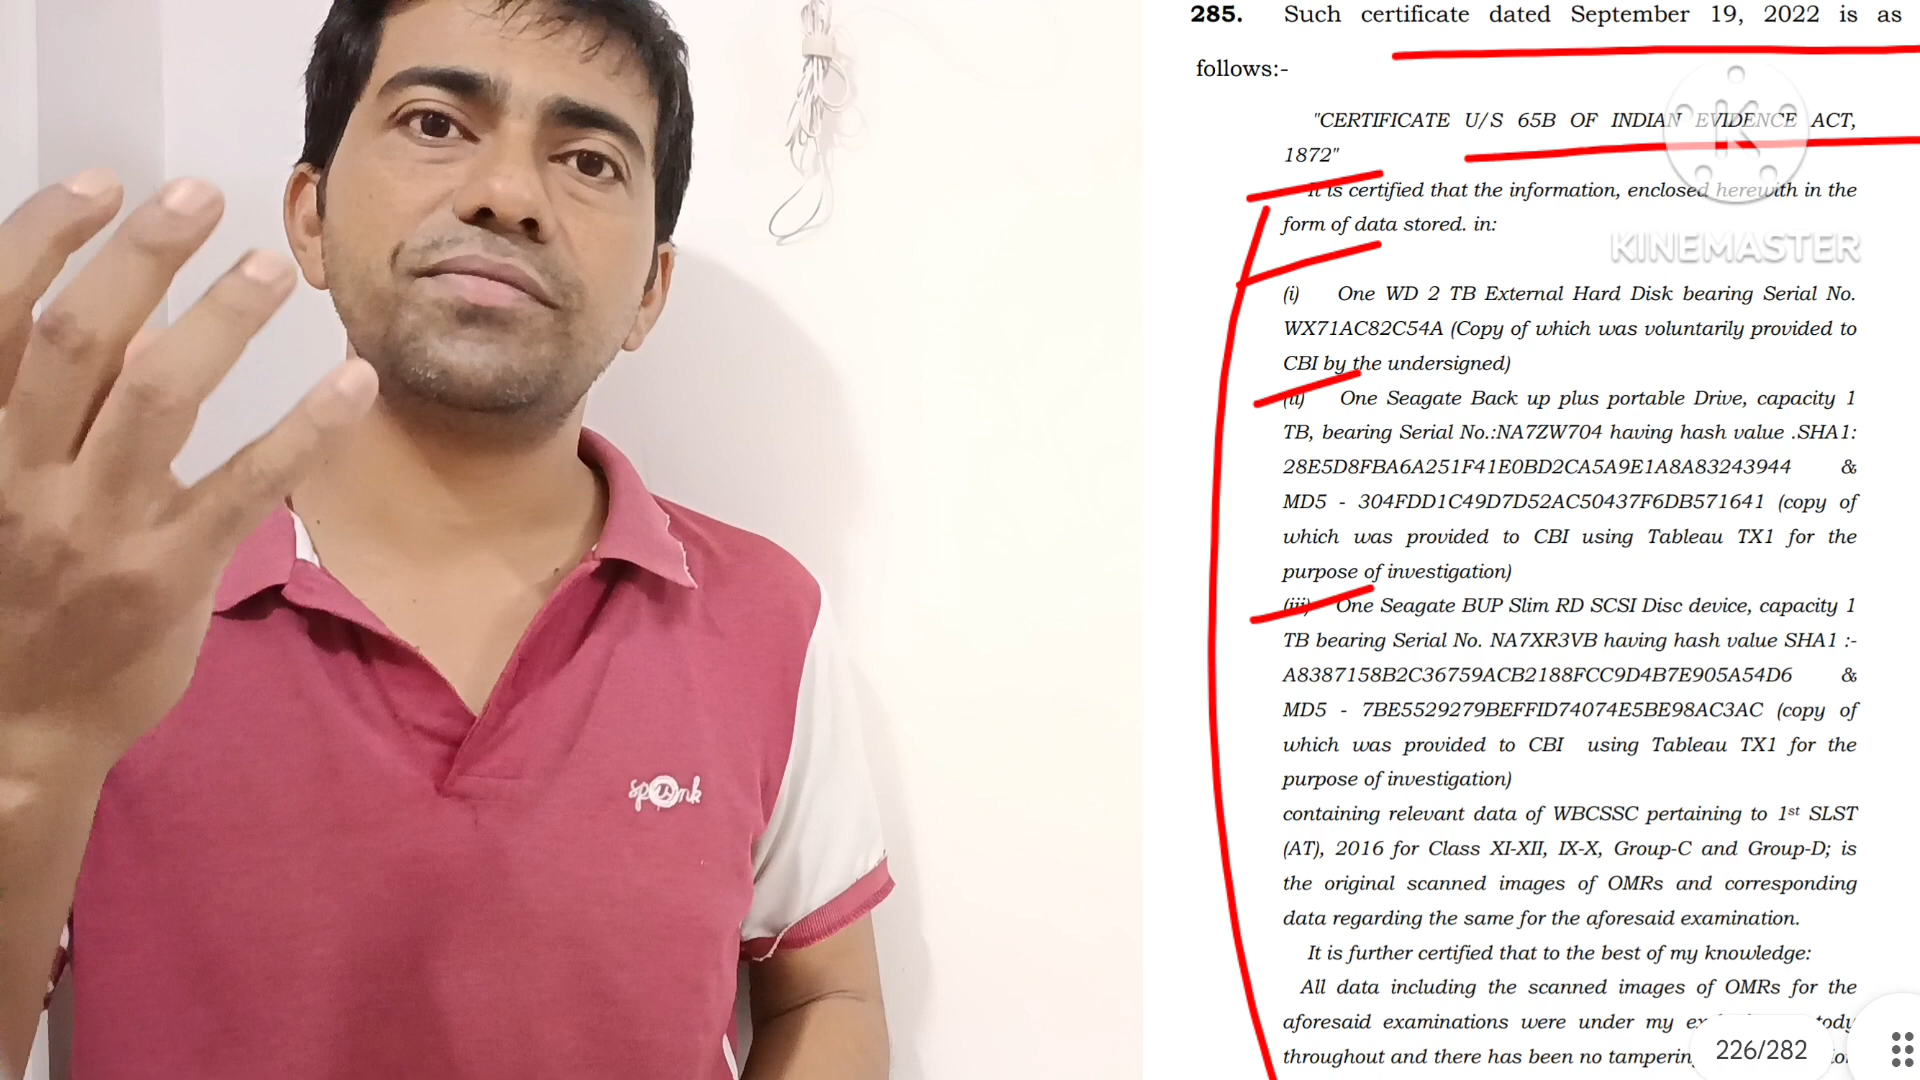 285. Such certificate dated September 19, 2022 is as
follows:-
"CERTIFICATE U/S 65B OF INDIAN EVIDENCE ACT,
1872"
It is certified that the information, enclosed herewith in the
form of data stored. in:
(i) One WD 2 TB External Hard Disk bearing Serial No.
WX71AC82C54A (Copy of which was voluntarily provided to
CBI by the undersigned)
(ii) One Seagate Back up plus portable Drive, capacity 1
TB, bearing Serial No.:NA7ZW704 having hash value .SHA1:
28E5D8FBA6A251F41E0BD2CA5A9E1A8A83243944 &
MD5 - 304FDD1C49D7D52AC50437F6DB571641 (copy of
which was provided to CBI using Tableau TX1 for the
purpose of investigation)
(iii) One Seagate BUP Slim RD SCSI Disc device, capacity 1
TB bearing Serial No. NA7XR3VB having hash value SHA1 :-
A8387158B2C36759ACB2188FCC9D4B7E905A54D6 &
MD5 - 7BE5529279BEFFID74074E5BE98AC3AC (copy of
which was provided to CBI using Tableau TX1 for the
purpose of investigation)
containing relevant data of WBCSSC pertaining to 1st SLST
(AT), 2016 for Class XI-XII, IX-X, Group-C and Group-D; is
the original scanned images of OMRs and corresponding
data regarding the same for the aforesaid examination.
It is further certified that to the best of my knowledge:
All data including the scanned images of OMRs for the
aforesaid examinations were under my
throughout and there has been no
226/282
K
KINEMASTER
spunk